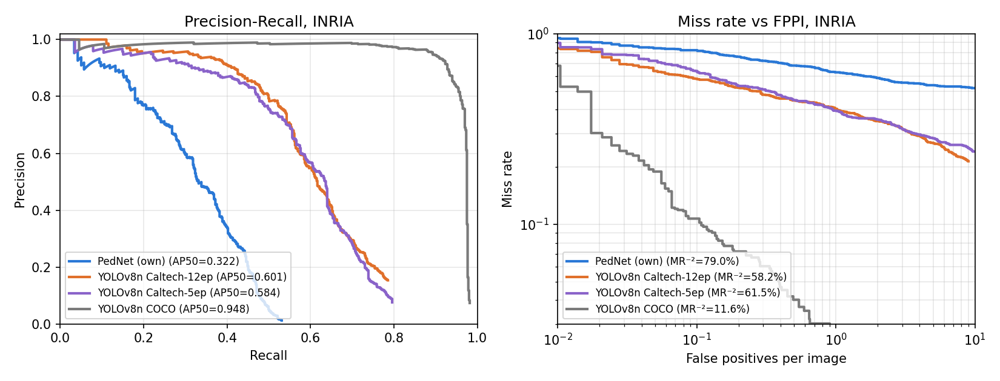 Precision-Recall, INRIA
1.0
0.8
0.6
0.4
0.2
0.0
Precision
PedNet (own) (AP50=0.322)
YOLOv8n Caltech-12ep (AP50=0.601)
YOLOv8n Caltech-5ep (AP50=0.584)
YOLOv8n COCO (AP50=0.948)
0.0 0.2 0.4 0.6 0.8 1.0
Recall
Miss rate vs FPPI, INRIA
10⁰
10⁻¹
Miss rate
PedNet (own) (MR⁻²=79.0%)
YOLOv8n Caltech-12ep (MR⁻²=58.2%)
YOLOv8n Caltech-5ep (MR⁻²=61.5%)
YOLOv8n COCO (MR⁻²=11.6%)
10⁻² 10⁻¹ 10⁰ 10¹
False positives per image